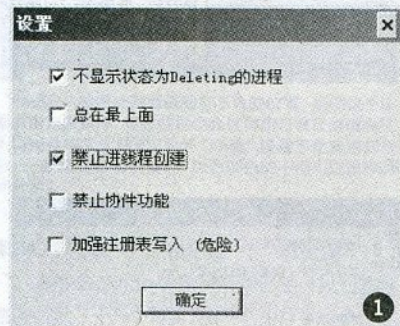 设置
不显示状态为Deleting的进程
总在最上面
禁止进线程创建
禁止协件功能
加强注册表写入（危险）
确定
1